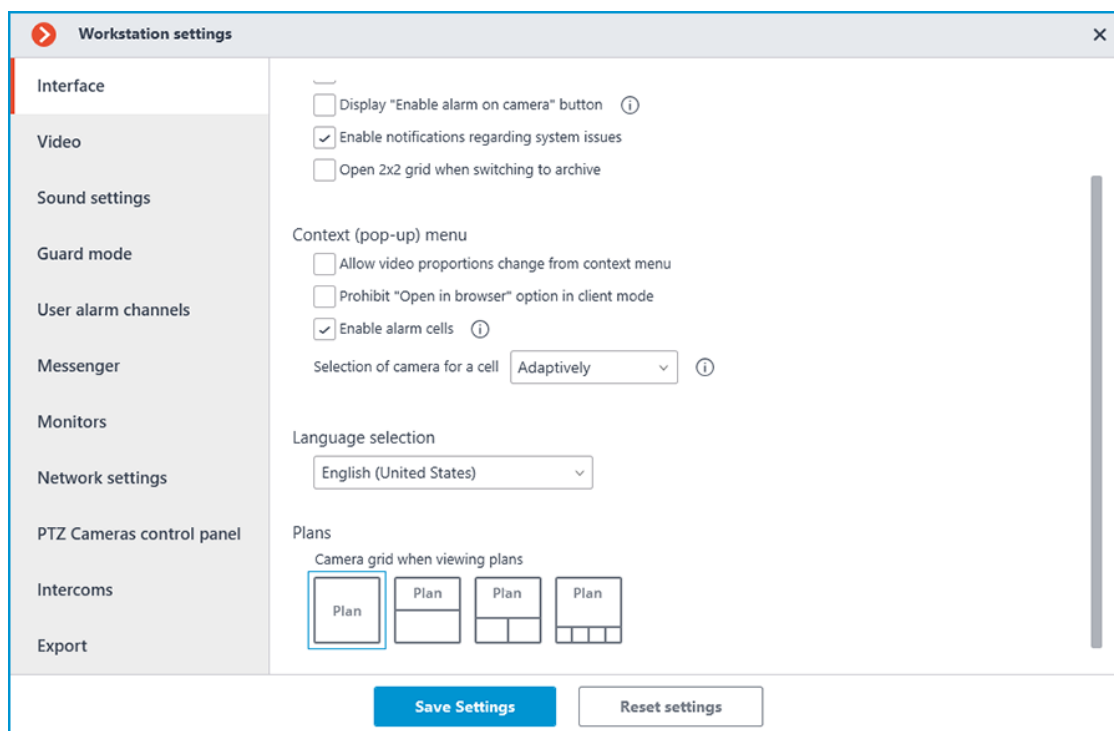 Workstation settings
Interface
Video
Sound settings
Guard mode
User alarm channels
Messenger
Monitors
Network settings
PTZ Cameras control panel
Intercoms
Export
Display "Enable alarm on camera" button
Enable notifications regarding system issues
Open 2x2 grid when switching to archive
Context (pop-up) menu
Allow video proportions change from context menu
Prohibit "Open in browser" option in client mode
Enable alarm cells
Selection of camera for a cell Adaptively
Language selection
English (United States)
Plans
Camera grid when viewing plans
Plan Plan Plan Plan
Save Settings Reset settings